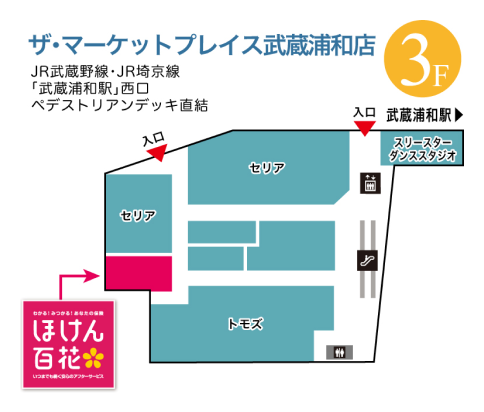 ザ・マーケットプレイス武蔵浦和店
3F
JR武蔵野線・JR埼京線
「武蔵浦和駅」西口
ペデストリアンデッキ直結
入口
武蔵浦和駅▶
入口
スリースター
ダンススタジオ
セリア
セリア
トモズ
わかる!みつかる!あなたの保険
ほけん
百花
いつまでも続く安心のアフターサービス